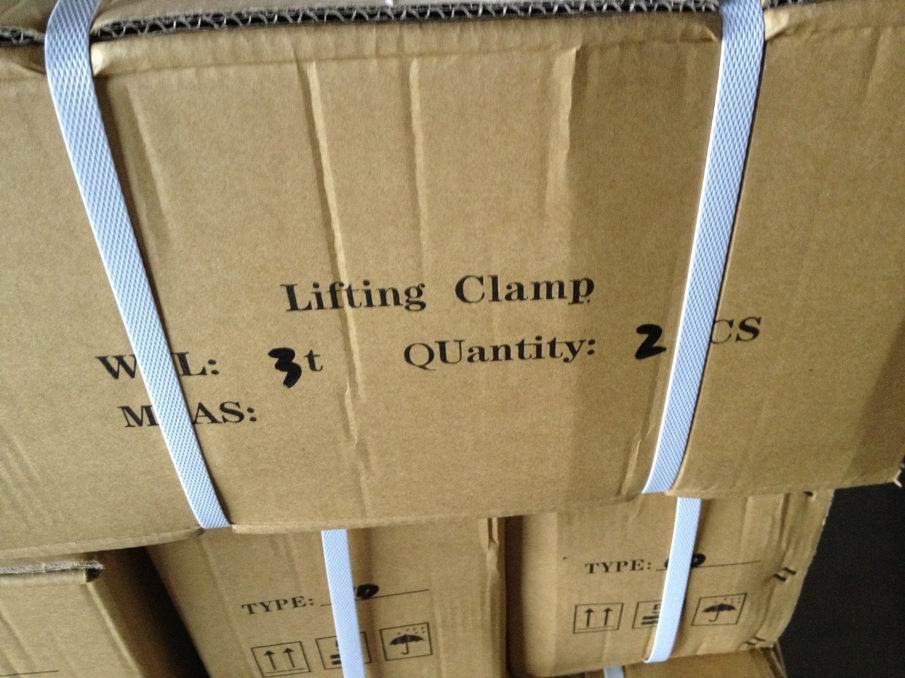 Lifting Clamp
W L: 3t QUantity: 2 CS
M AS:
TYPE: D
TYPE: D